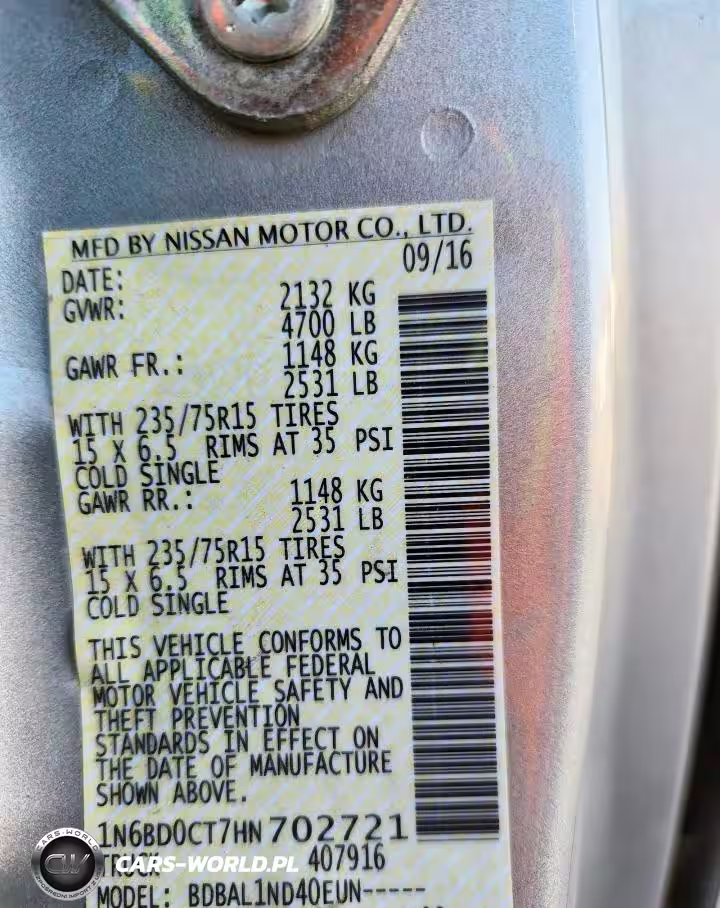 MFD BY NISSAN MOTOR CO., LTD.
DATE: 09/16
GVWR: 2132 KG
4700 LB
GAWR FR.: 1148 KG
2531 LB
WITH 235/75R15 TIRES
15 X 6.5 RIMS AT 35 PSI
COLD SINGLE
GAWR RR.: 1148 KG
2531 LB
WITH 235/75R15 TIRES
15 X 6.5 RIMS AT 35 PSI
COLD SINGLE
THIS VEHICLE CONFORMS TO
ALL APPLICABLE FEDERAL
MOTOR VEHICLE SAFETY AND
THEFT PREVENTION
STANDARDS IN EFFECT ON
THE DATE OF MANUFACTURE
SHOWN ABOVE.
1N6BD0CT7HN702721
TRUCK 407916
CARS-WORLD.PL
MODEL: BDBAL1ND40EUN-----
CARS-WORLD
CW